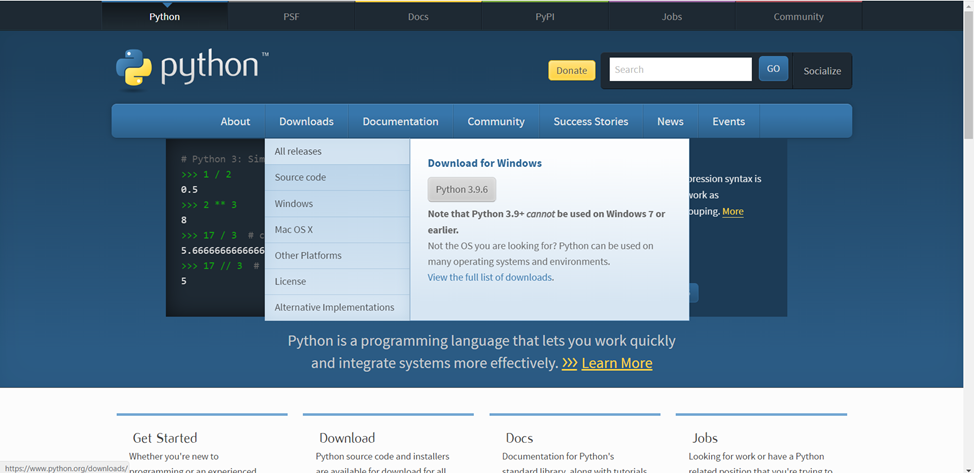 Python
PSF
Docs
PyPI
Jobs
Community
python™
Donate
Search
GO
Socialize
About
Downloads
Documentation
Community
Success Stories
News
Events
# Python 3: Sim
>>> 1 / 2
0.5
>>> 2 ** 3
8
>>> 17 / 3 # c
5.666666666666
>>> 17 // 3 #
5
All releases
Source code
Windows
Mac OS X
Other Platforms
License
Alternative Implementations
Download for Windows
Python 3.9.6
Note that Python 3.9+ cannot be used on Windows 7 or
earlier.
Not the OS you are looking for? Python can be used on
many operating systems and environments.
View the full list of downloads.
pression syntax is
work as
ouping. More
Python is a programming language that lets you work quickly
and integrate systems more effectively. >>> Learn More
Get Started
Whether you're new to
programming or an experienced
Download
Python source code and installers
are available for download for all
Docs
Documentation for Python's
standard library, along with tutorials
Jobs
Looking for work or have a Python
related position that you're trying to
https://www.python.org/downloads/